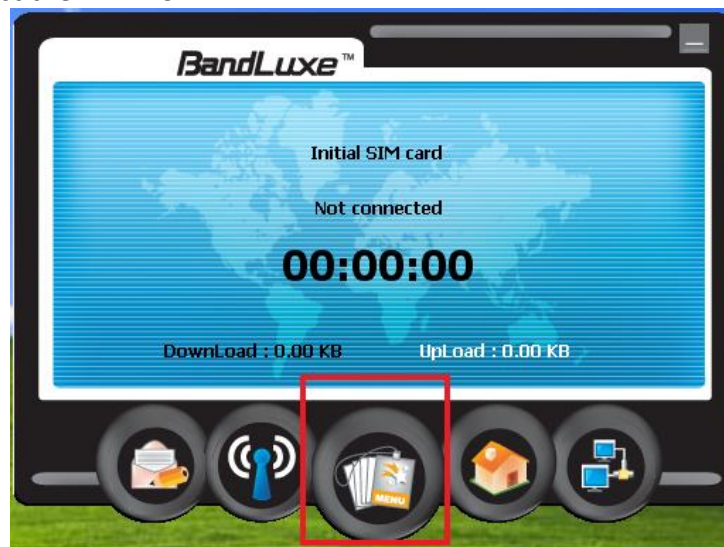 BandLuxe™
Initial SIM card
Not connected
00:00:00
DownLoad : 0.00 KB UpLoad : 0.00 KB
MENU